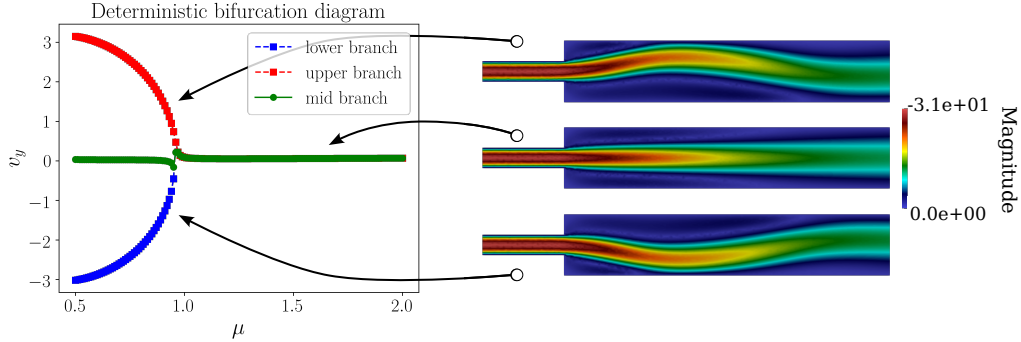 Deterministic bifurcation diagram
3
2
1
0
−1
−2
−3
v_y
0.5
1.0
1.5
2.0
μ
lower branch
upper branch
mid branch
-3.1e+01
0.0e+00
Magnitude